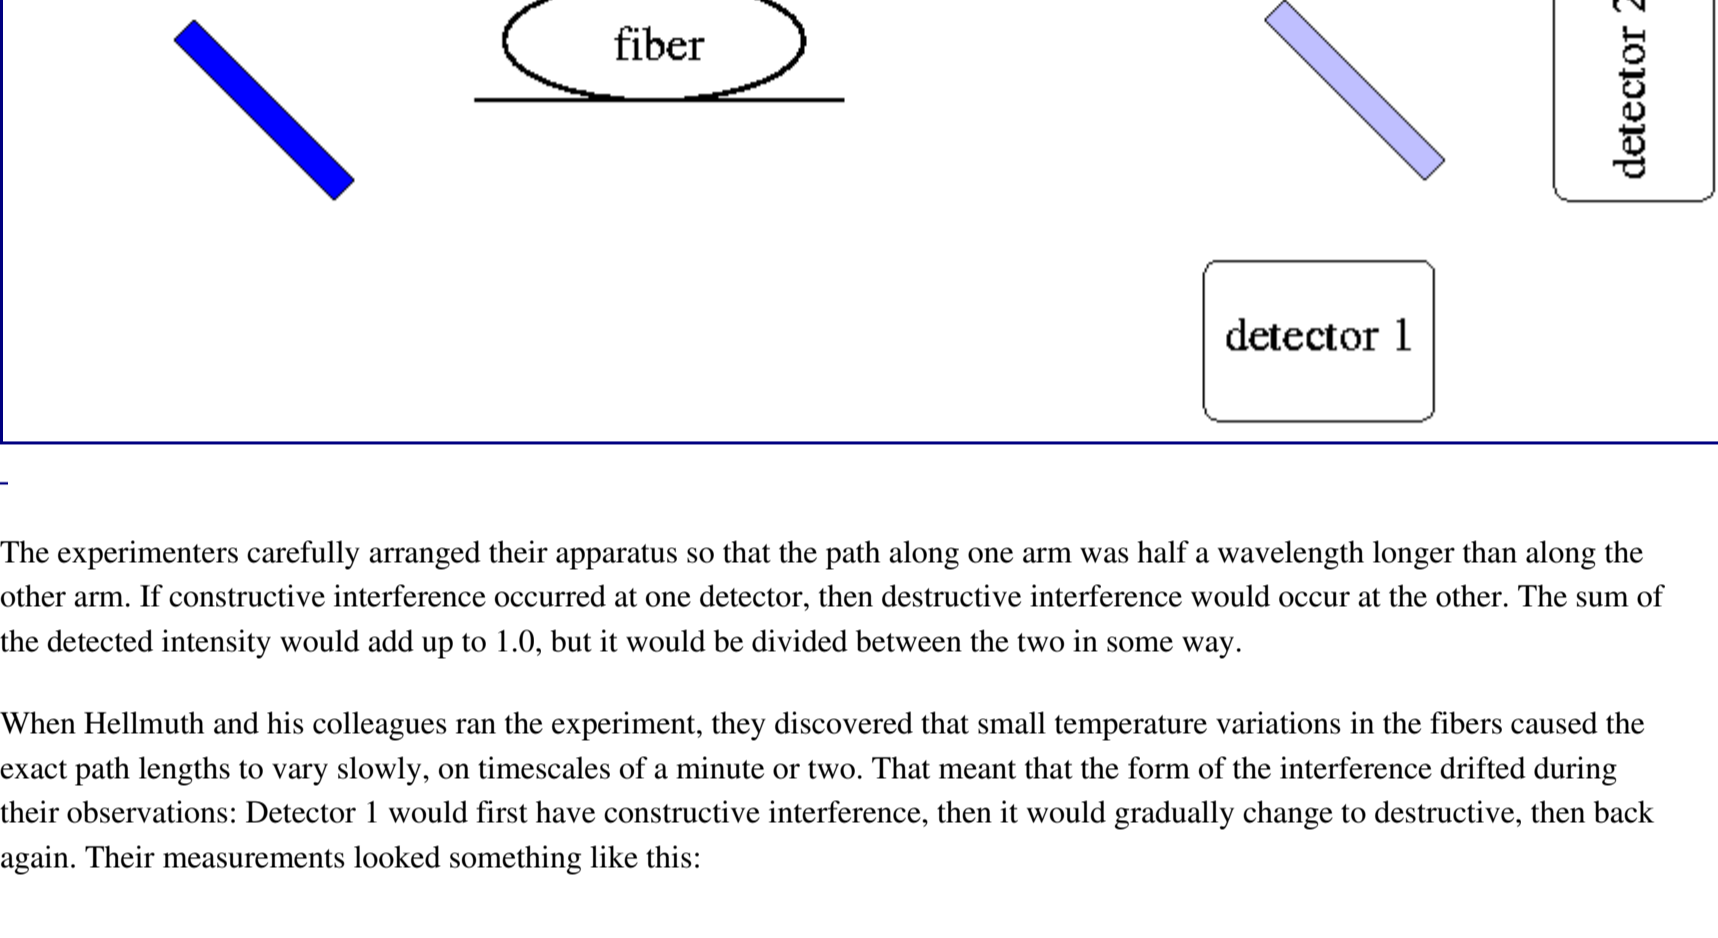 fiber
detector 2
detector 1
The experimenters carefully arranged their apparatus so that the path along one arm was half a wavelength longer than along the
other arm. If constructive interference occurred at one detector, then destructive interference would occur at the other. The sum of
the detected intensity would add up to 1.0, but it would be divided between the two in some way.
When Hellmuth and his colleagues ran the experiment, they discovered that small temperature variations in the fibers caused the
exact path lengths to vary slowly, on timescales of a minute or two. That meant that the form of the interference drifted during
their observations: Detector 1 would first have constructive interference, then it would gradually change to destructive, then back
again. Their measurements looked something like this: